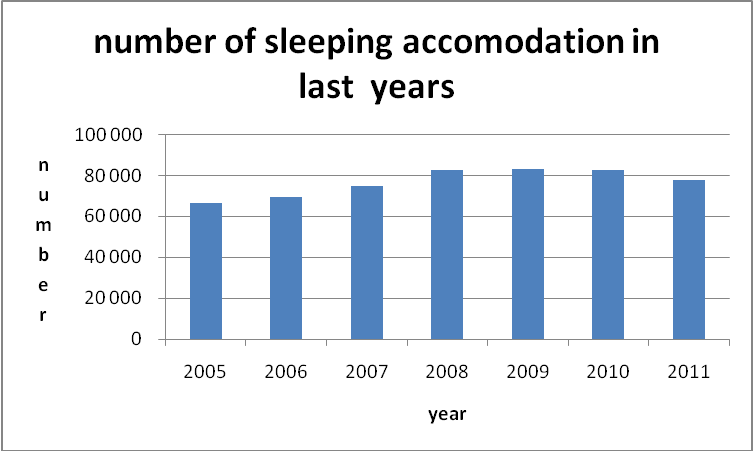 number of sleeping accomodation in
last years
number
100 000
80 000
60 000
40 000
20 000
0
2005 2006 2007 2008 2009 2010 2011
year